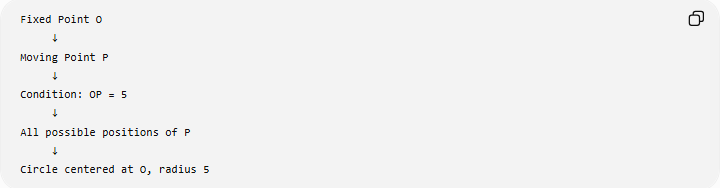 Fixed Point O
↓
Moving Point P
↓
Condition: OP = 5
↓
All possible positions of P
↓
Circle centered at O, radius 5